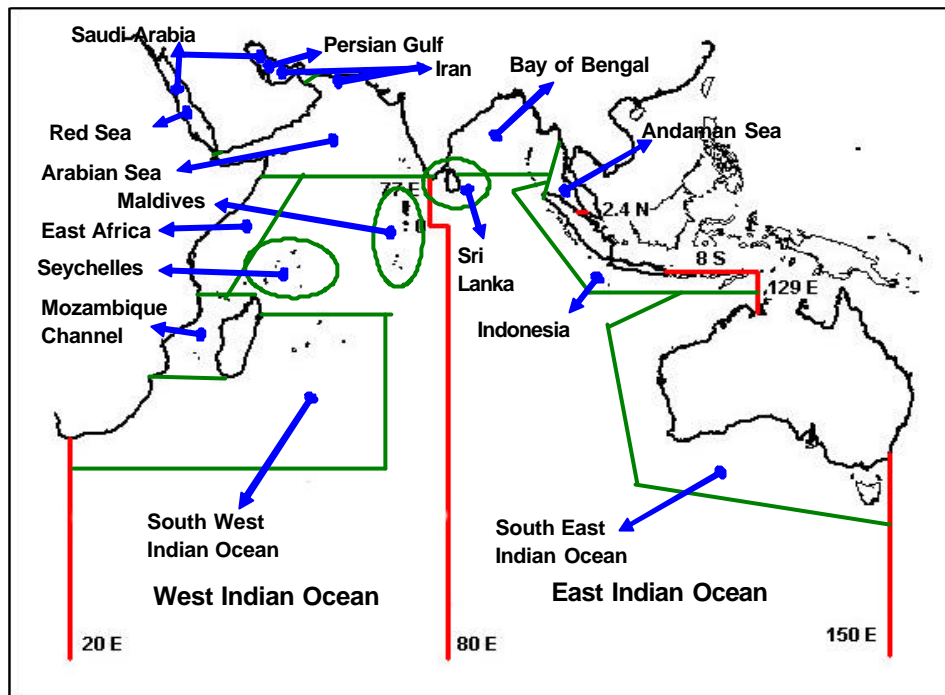 Saudi Arabia
Persian Gulf
Iran
Bay of Bengal
Red Sea
Andaman Sea
Arabian Sea
77 E
Maldives
2.4 N
East Africa
8 S
Seychelles
Sri
Lanka
129 E
Mozambique
Channel
Indonesia
South West
Indian Ocean
South East
Indian Ocean
West Indian Ocean
East Indian Ocean
20 E
80 E
150 E